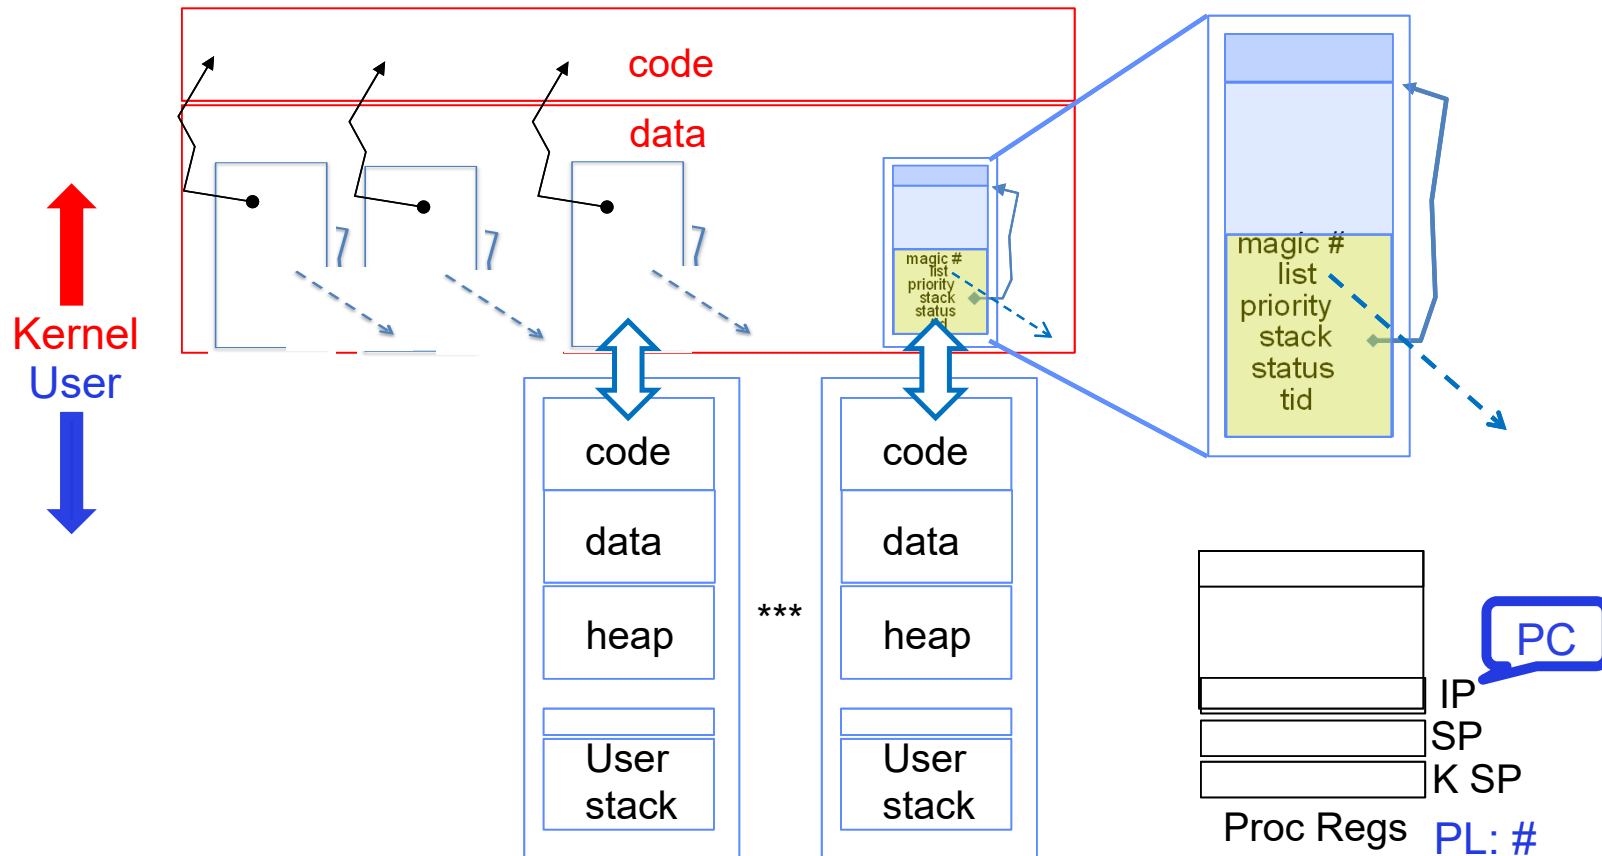 code
data
Kernel
User
magic #
list
priority
stack
status
magic #
list
priority
stack
status
tid
code
data
heap
User
stack
***
code
data
heap
User
stack
PC
IP
SP
K SP
Proc Regs
PL: #